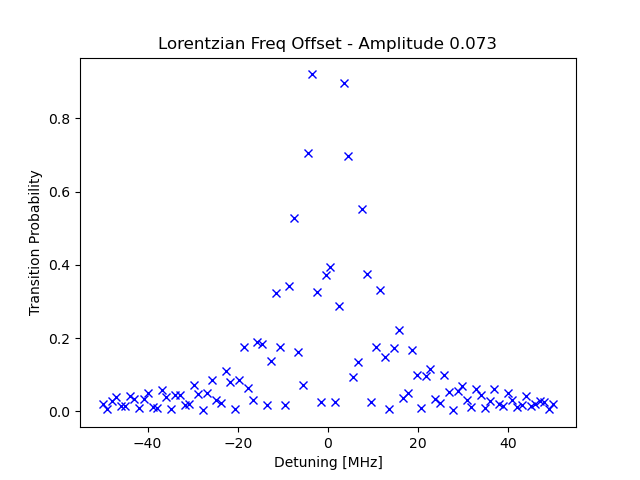 Lorentzian Freq Offset - Amplitude 0.073
Transition Probability
0.8
0.6
0.4
0.2
0.0
−40 −20 0 20 40
Detuning [MHz]